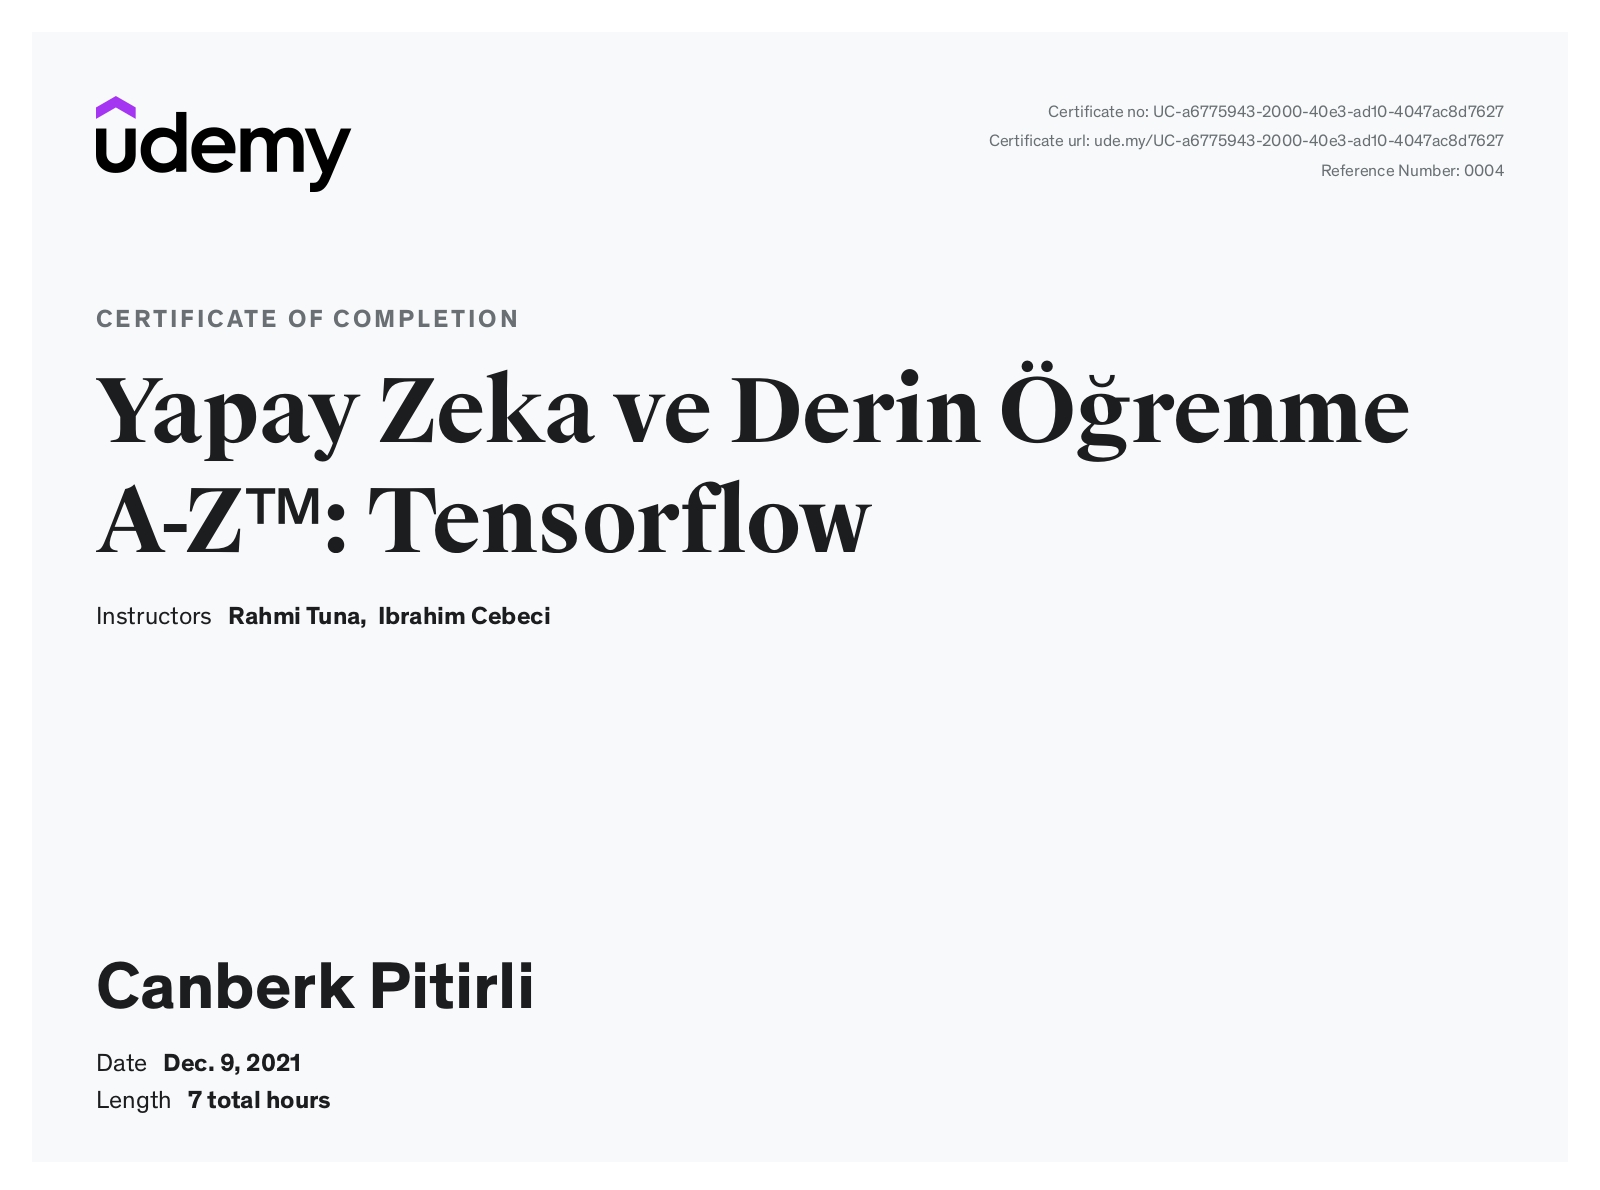 udemy
Certificate no: UC-a6775943-2000-40e3-ad10-4047ac8d7627
Certificate url: ude.my/UC-a6775943-2000-40e3-ad10-4047ac8d7627
Reference Number: 0004
CERTIFICATE OF COMPLETION
Yapay Zeka ve Derin Öğrenme
A-Z™: Tensorflow
Instructors Rahmi Tuna, Ibrahim Cebeci
Canberk Pitirli
Date Dec. 9, 2021
Length 7 total hours